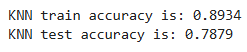 KNN train accuracy is: 0.8934
KNN test accuracy is: 0.7879